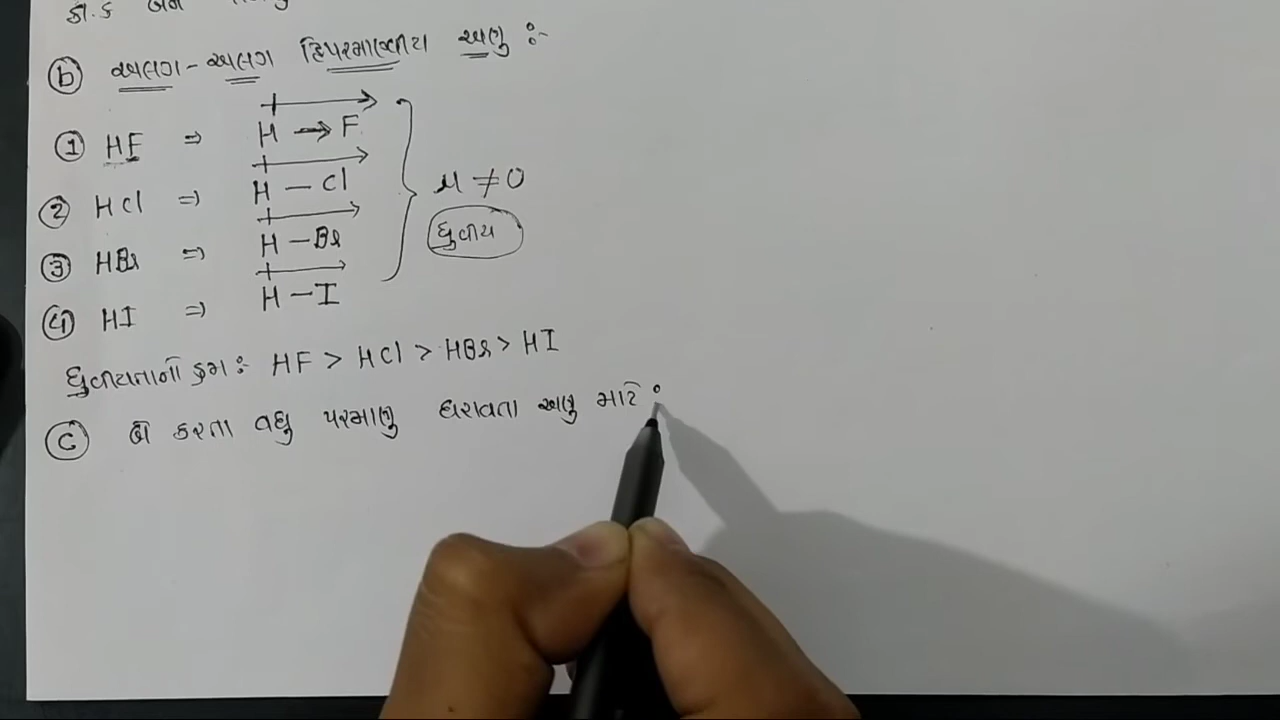 ⓑ અલગ-અલગ દ્વિપરમાણ્વીય અણુ :-
① HF ⇒ H → F
② HCl ⇒ H – Cl
③ HBr ⇒ H – Br
④ HI ⇒ H – I
μ ≠ 0
ધ્રુવીય
ધ્રુવીયતાનો ક્રમ :- HF > HCl > HBr > HI
ⓒ બે કરતા વધુ પરમાણુ ધરાવતા અણુ માટે :